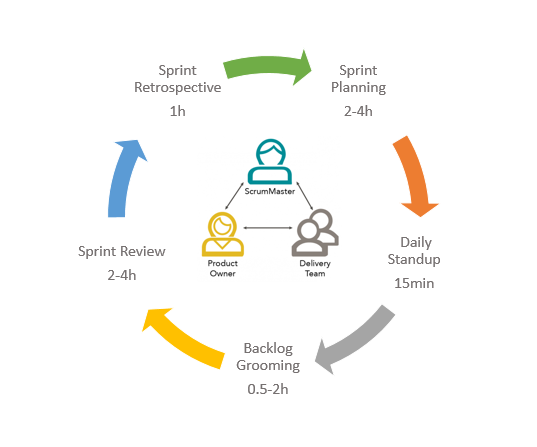 Sprint
Retrospective
1h
Sprint
Planning
2-4h
ScrumMaster
Product
Owner
Delivery
Team
Daily
Standup
15min
Sprint Review
2-4h
Backlog
Grooming
0.5-2h